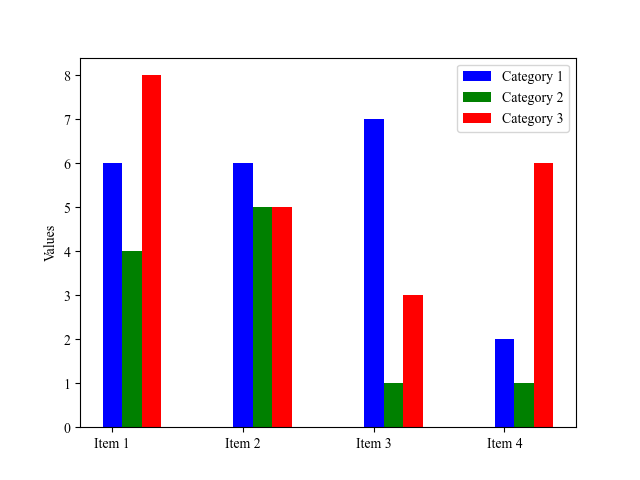 Category 1
Category 2
Category 3
Values
8
7
6
5
4
3
2
1
0
Item 1 Item 2 Item 3 Item 4